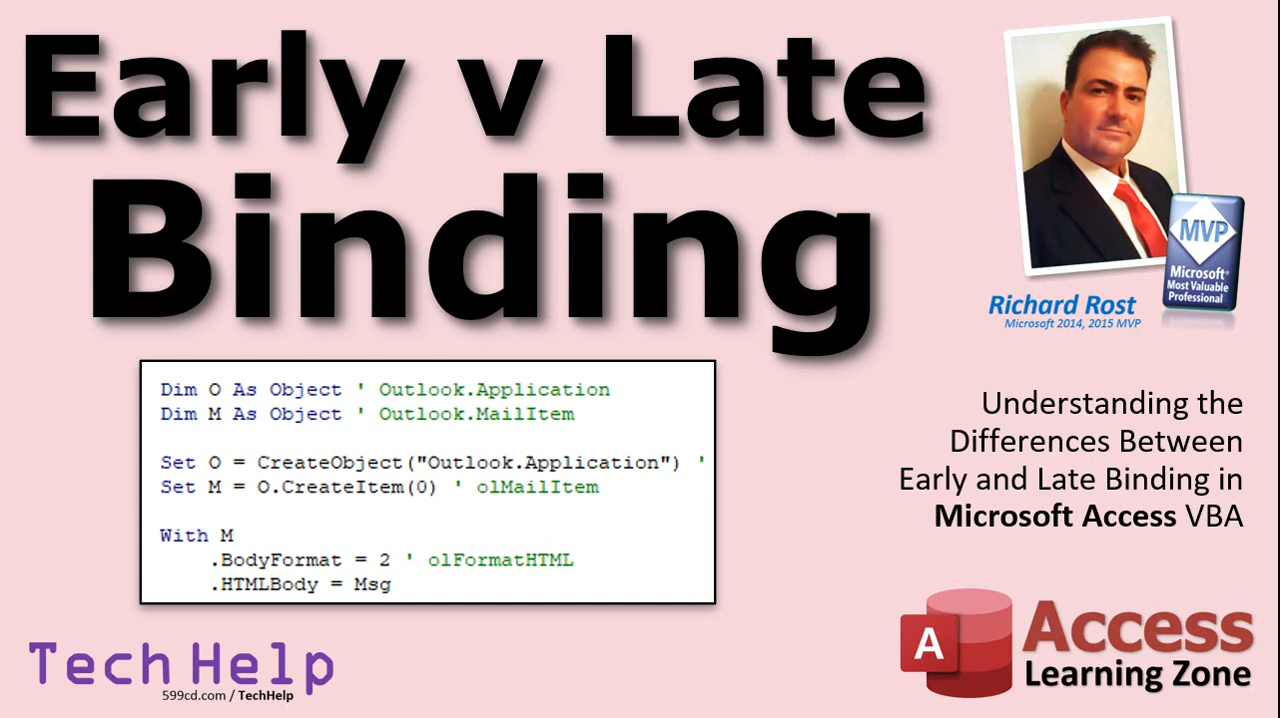 Early v Late
Binding
MVP
Microsoft®
Most Valuable
Professional
Richard Rost
Microsoft 2014, 2015 MVP
Dim O As Object ' Outlook.Application
Dim M As Object ' Outlook.MailItem
Set O = CreateObject("Outlook.Application") '
Set M = O.CreateItem(0) ' olMailItem
With M
.BodyFormat = 2 ' olFormatHTML
.HTMLBody = Msg
Understanding the
Differences Between
Early and Late Binding in
Microsoft Access VBA
TechHelp
599cd.com / TechHelp
A
Access
Learning Zone